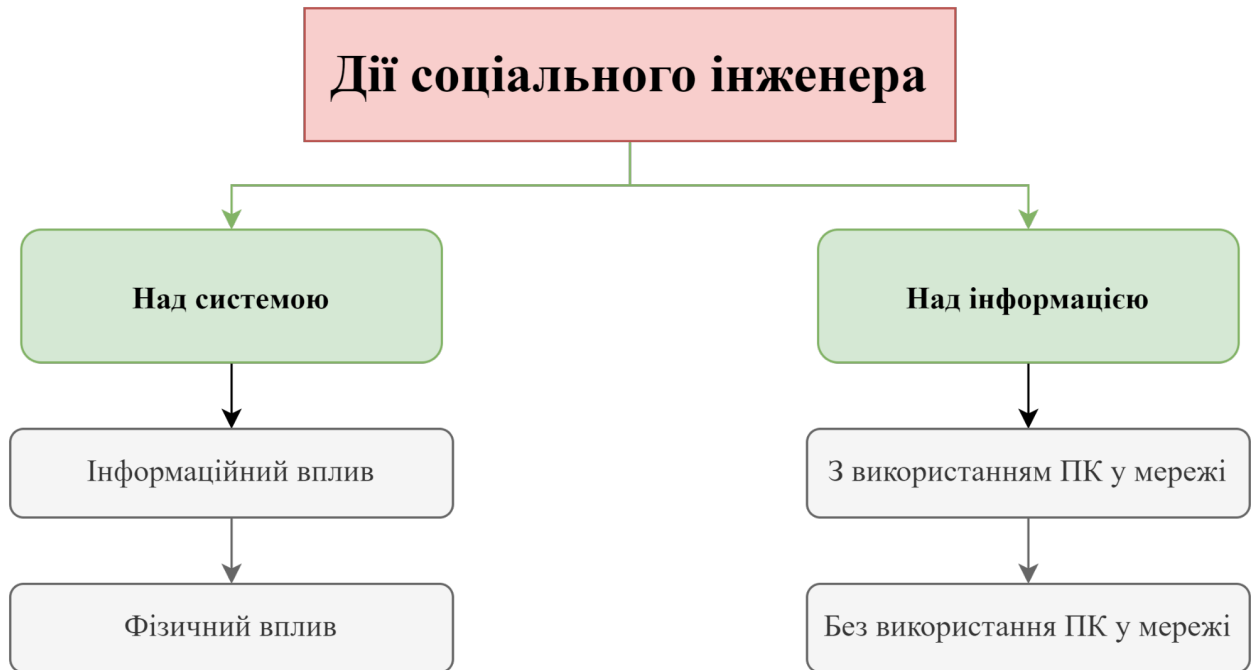 Дії соціального інженера
Над системою
Над інформацією
Інформаційний вплив
З використанням ПК у мережі
Фізичний вплив
Без використання ПК у мережі